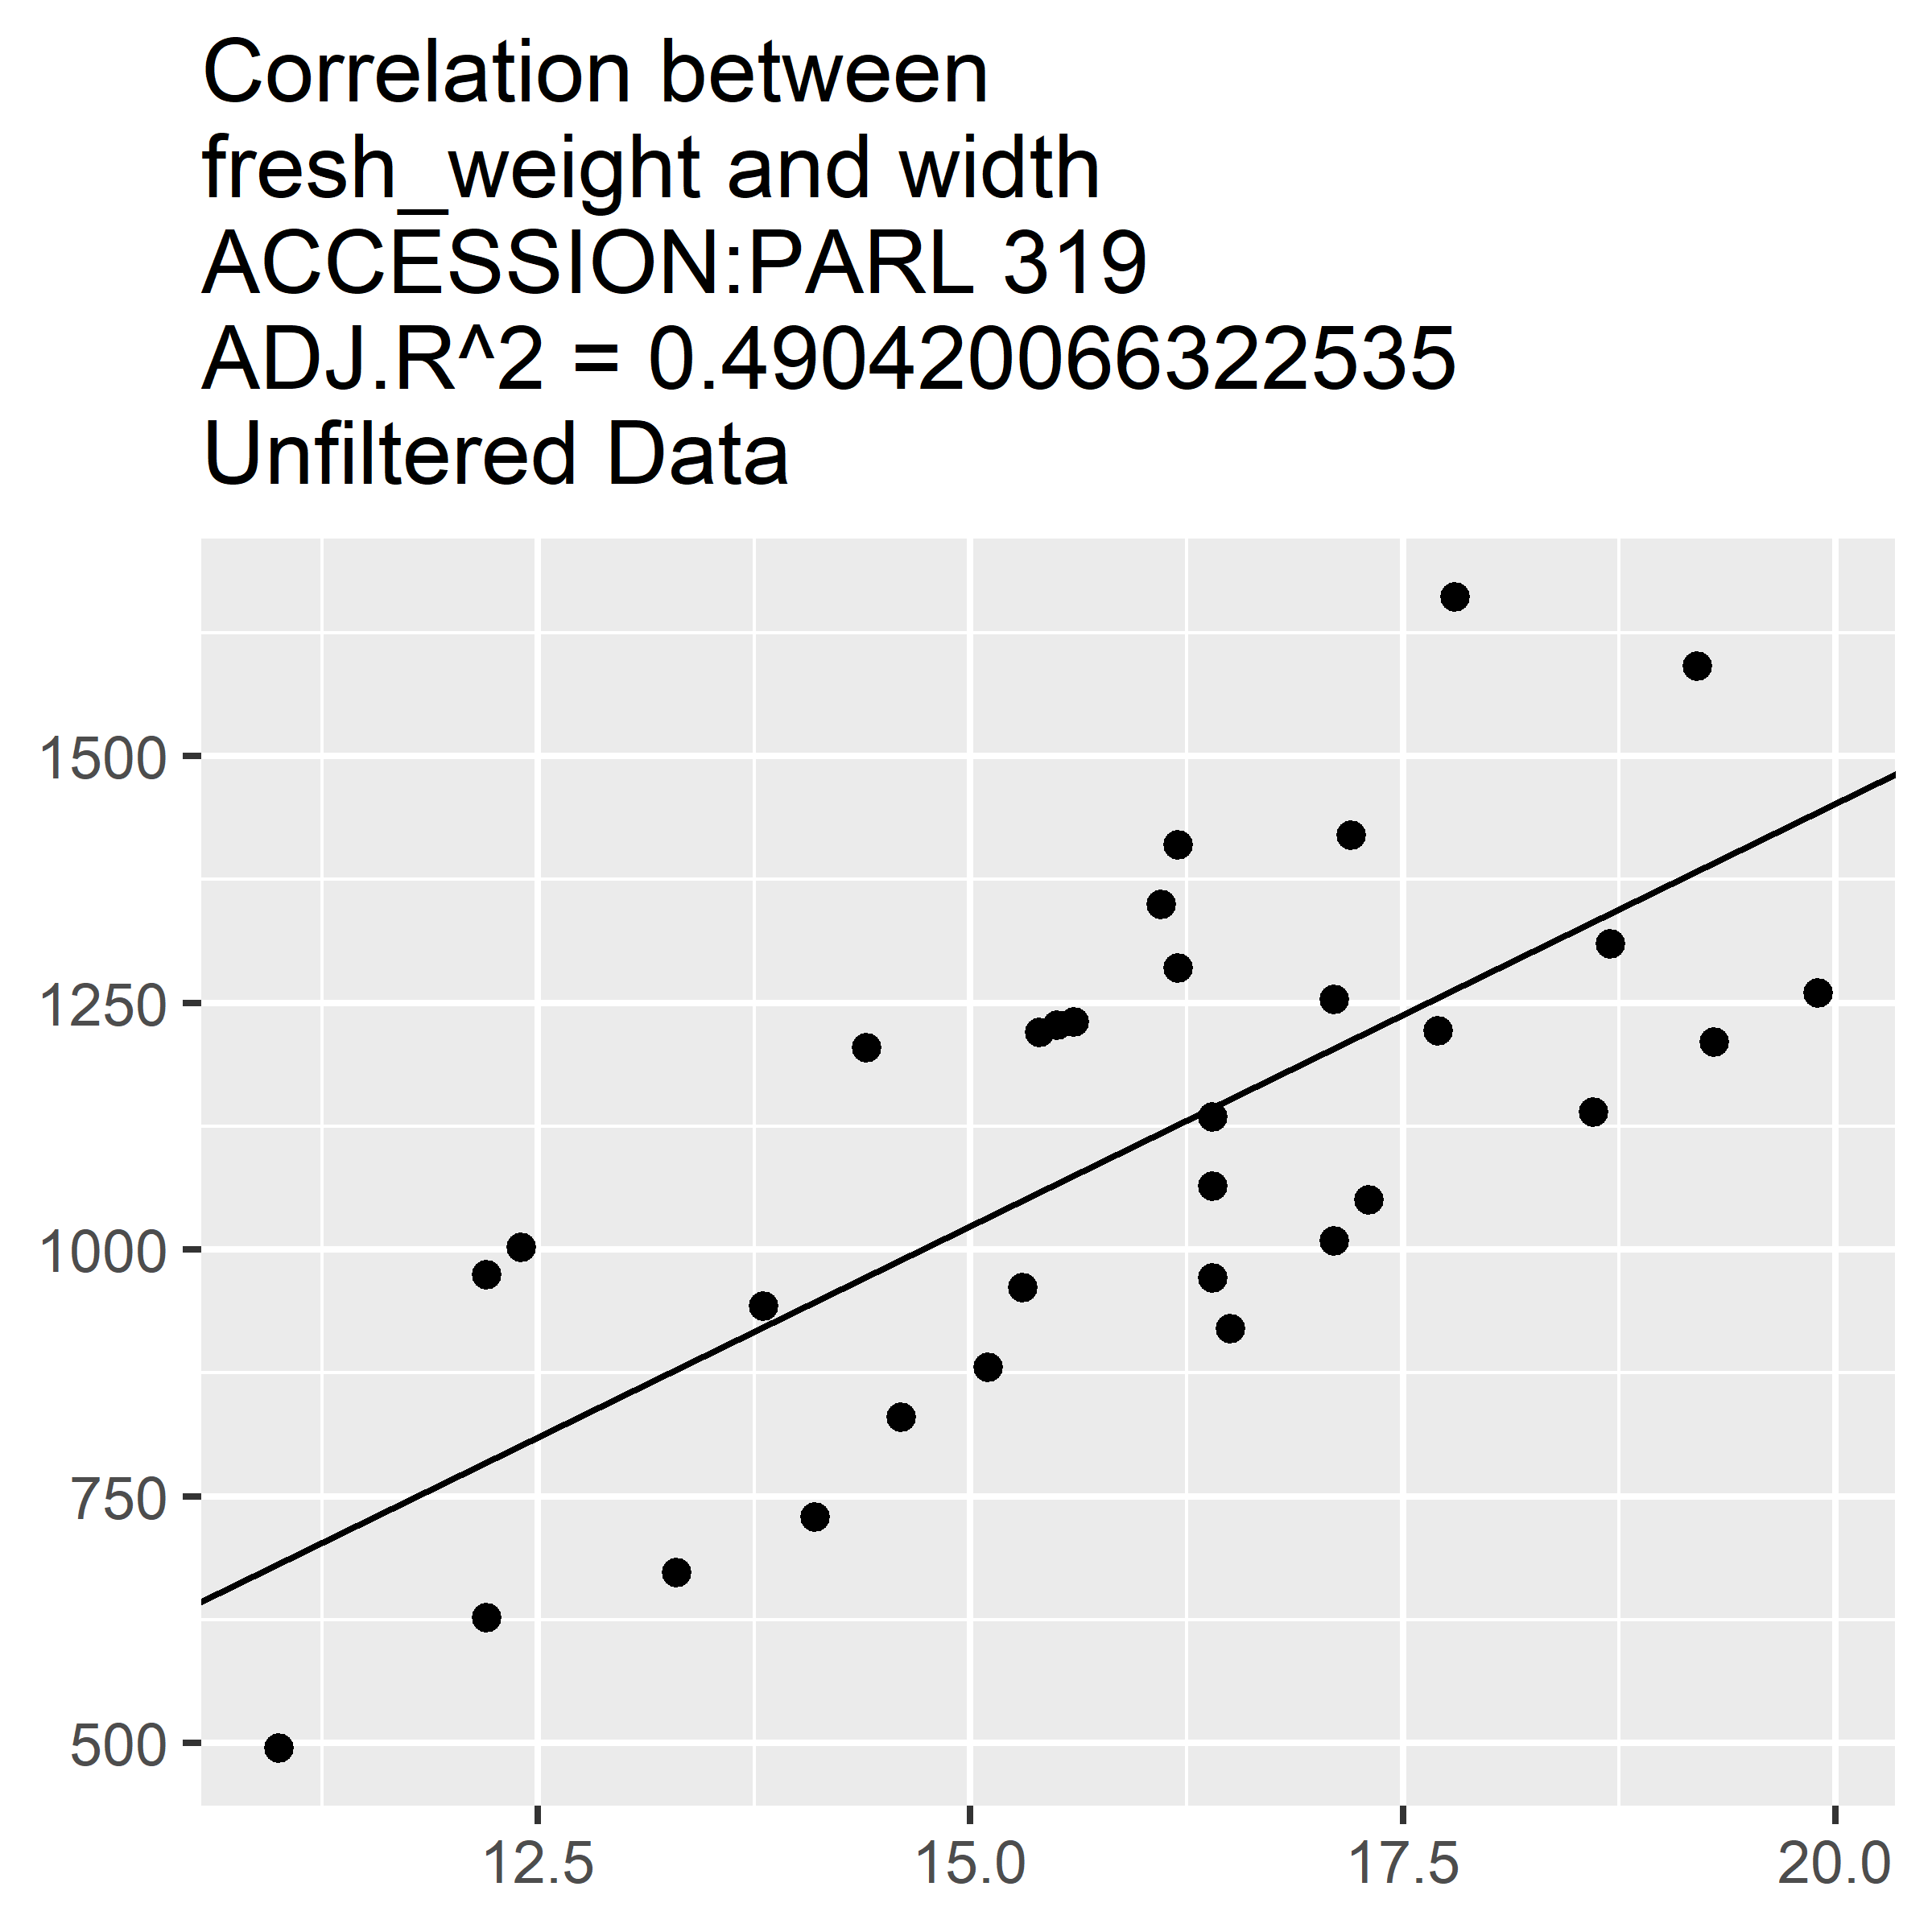 Correlation between
fresh_weight and width
ACCESSION:PARL 319
ADJ.R^2 = 0.490420066322535
Unfiltered Data
1500
1250
1000
750
500
12.5 15.0 17.5 20.0